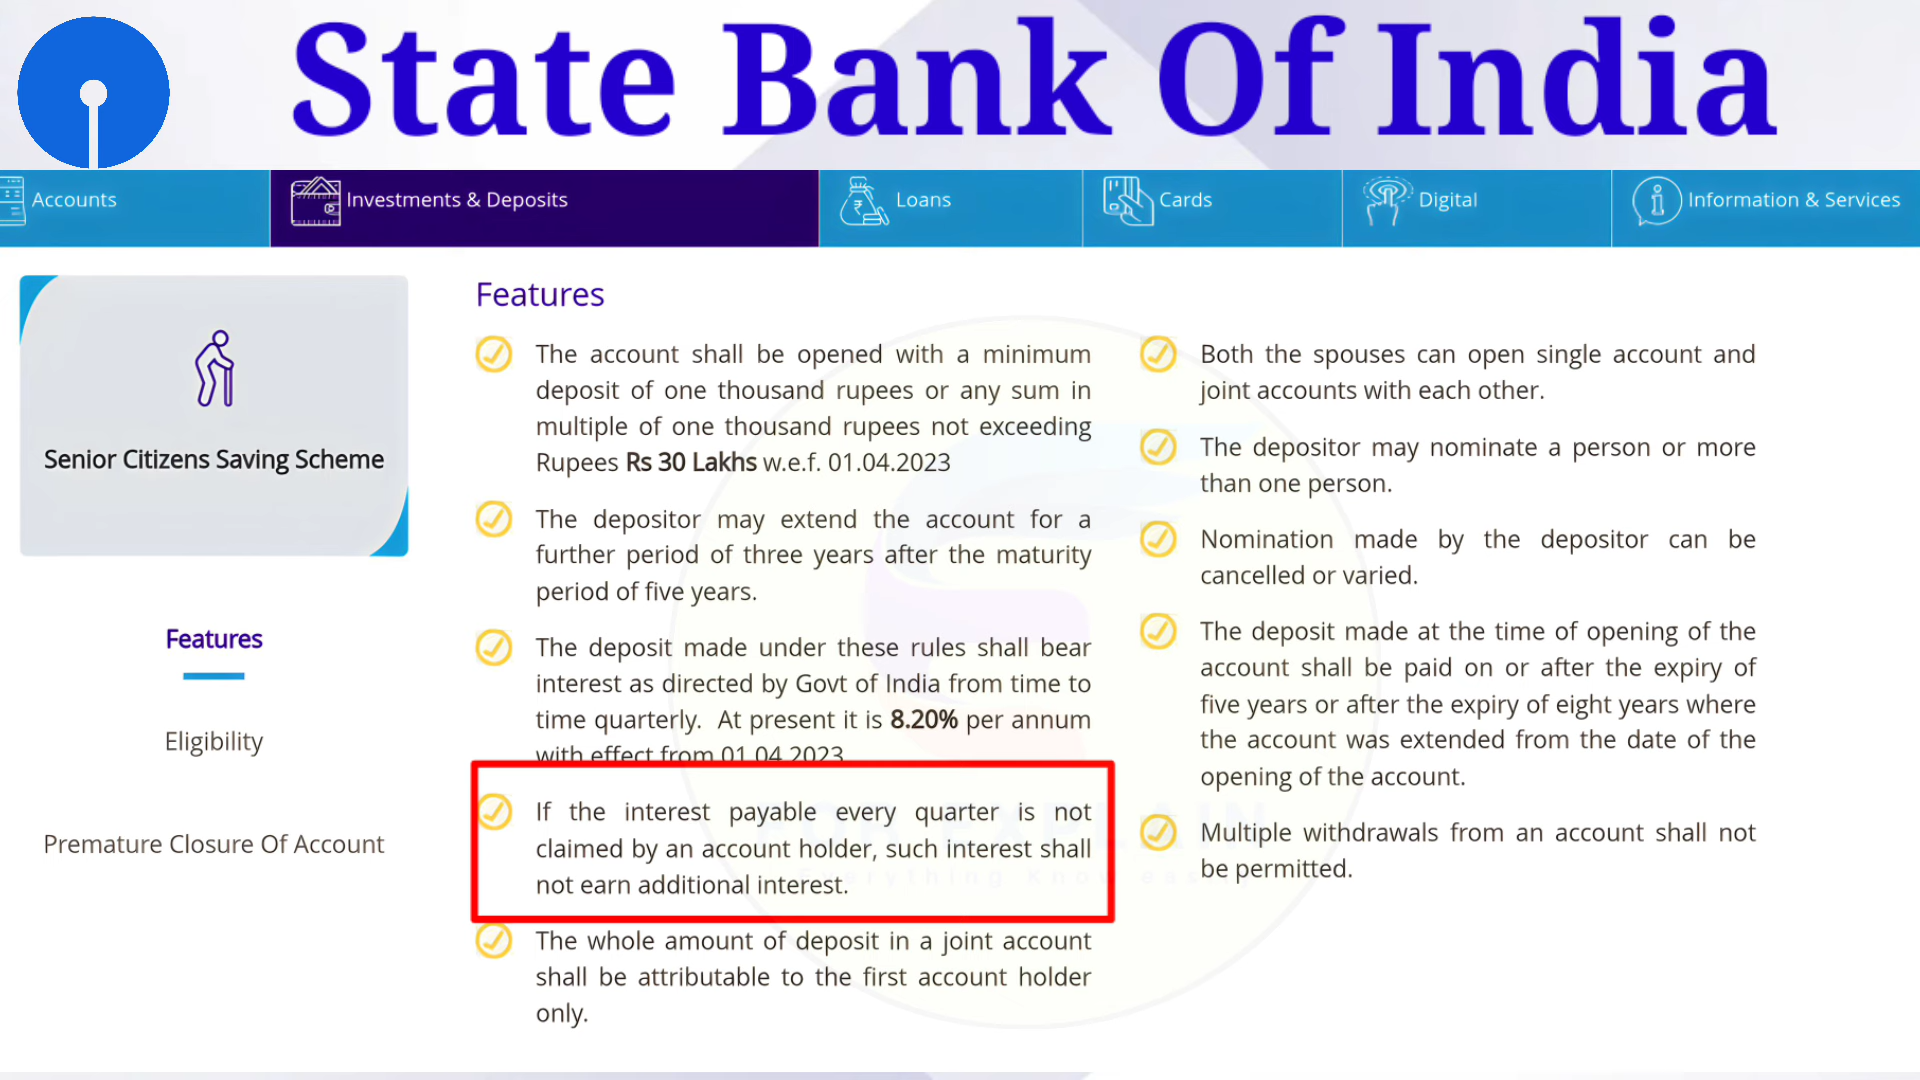 State Bank Of India
Accounts
Investments & Deposits
Loans
Cards
Digital
Information & Services
Senior Citizens Saving Scheme
Features
Eligibility
Premature Closure Of Account
Features
The account shall be opened with a minimum
deposit of one thousand rupees or any sum in
multiple of one thousand rupees not exceeding
Rupees Rs 30 Lakhs w.e.f. 01.04.2023
The depositor may extend the account for a
further period of three years after the maturity
period of five years.
The deposit made under these rules shall bear
interest as directed by Govt of India from time to
time quarterly. At present it is 8.20% per annum
with effect from 01.04.2023
If the interest payable every quarter is not
claimed by an account holder, such interest shall
not earn additional interest.
The whole amount of deposit in a joint account
shall be attributable to the first account holder
only.
Both the spouses can open single account and
joint accounts with each other.
The depositor may nominate a person or more
than one person.
Nomination made by the depositor can be
cancelled or varied.
The deposit made at the time of opening of the
account shall be paid on or after the expiry of
five years or after the expiry of eight years where
the account was extended from the date of the
opening of the account.
Multiple withdrawals from an account shall not
be permitted.